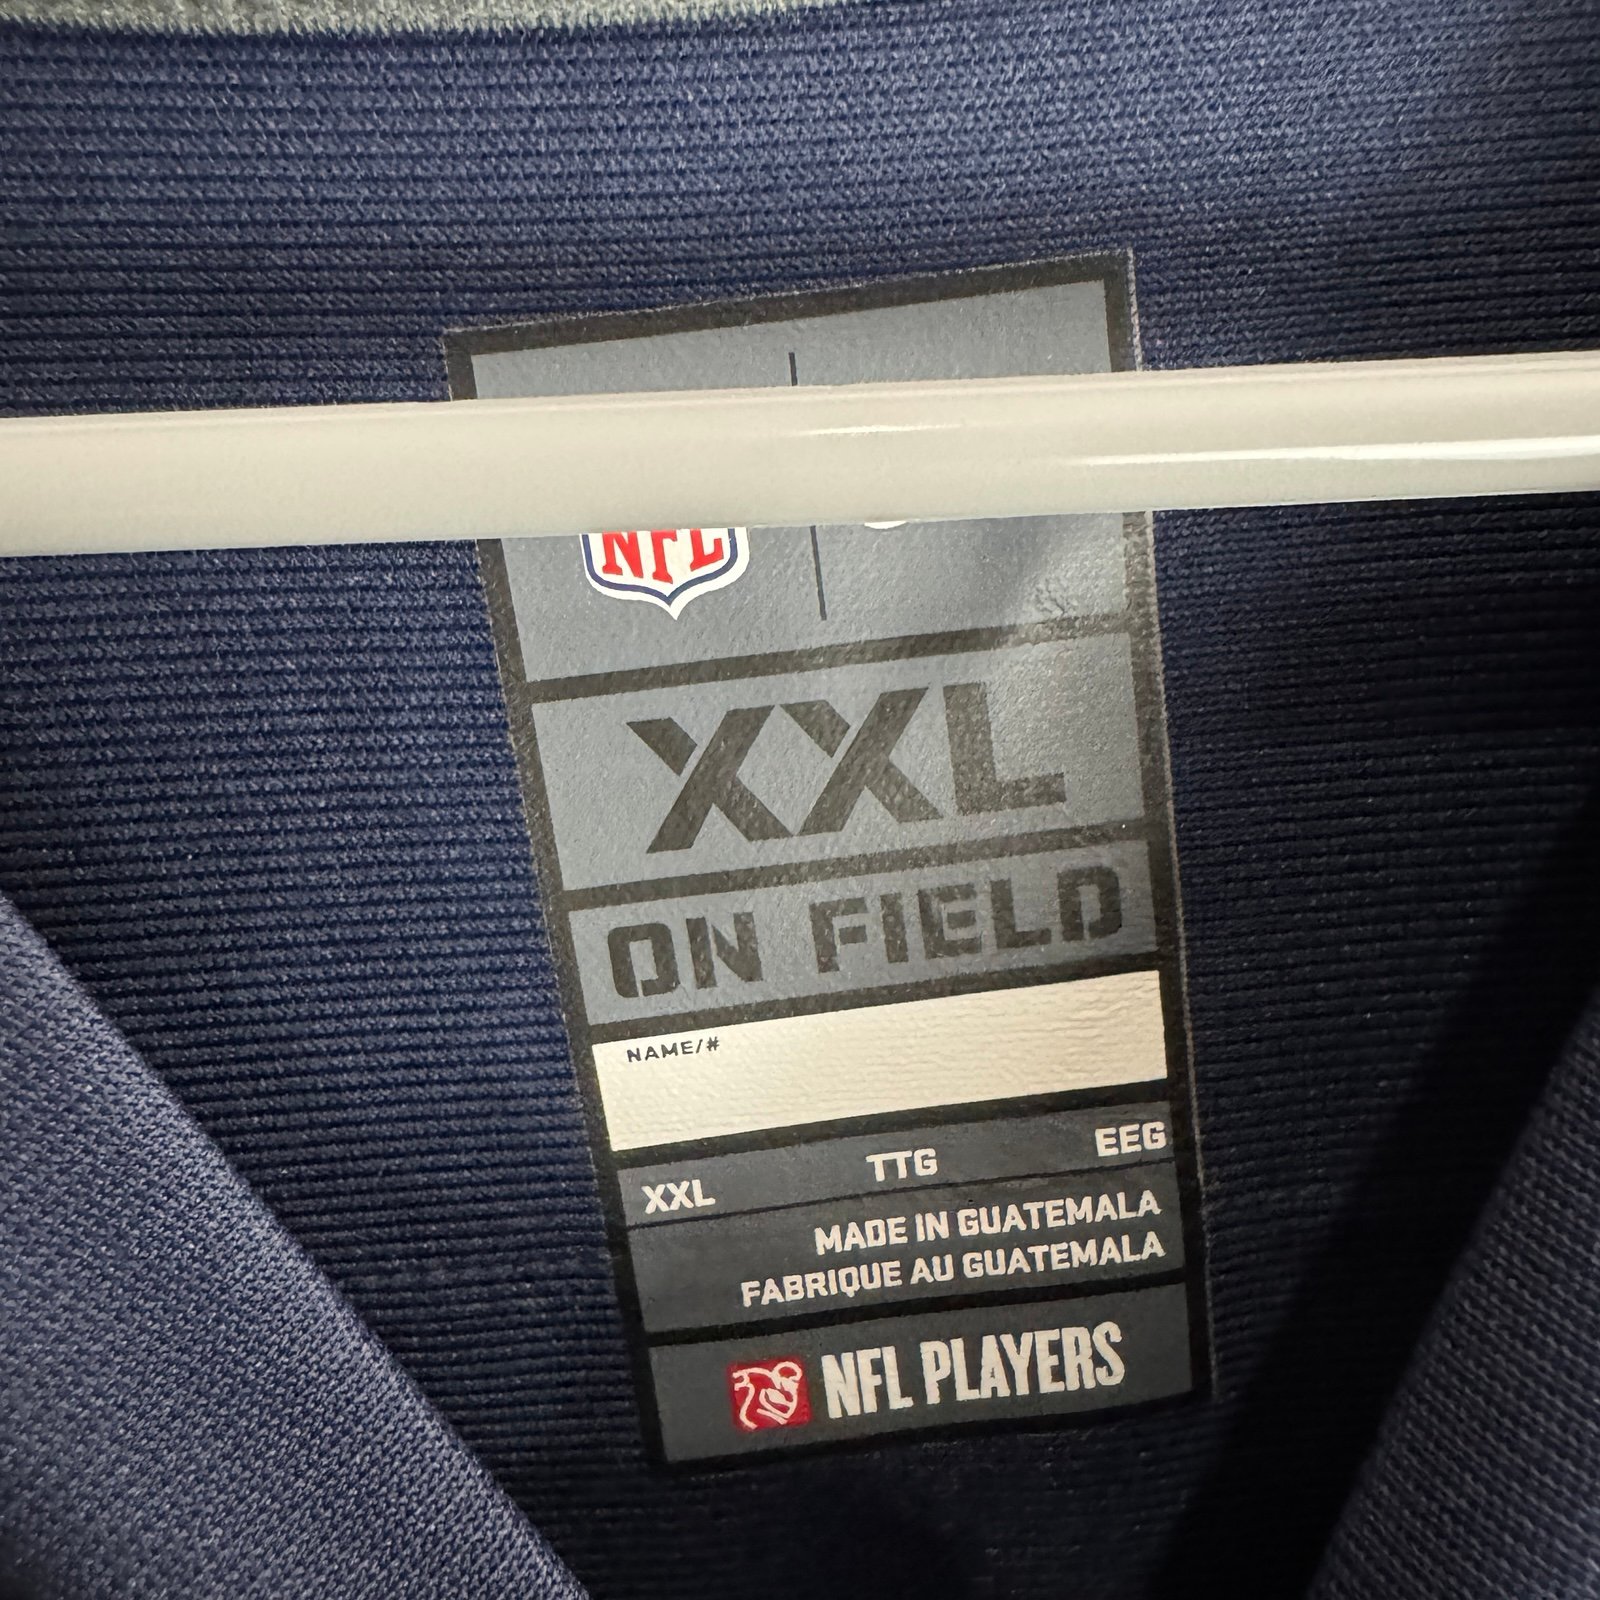 NFL
XXL
ON FIELD
NAME/#
XXL TTG EEG
MADE IN GUATEMALA
FABRIQUE AU GUATEMALA
NFL PLAYERS